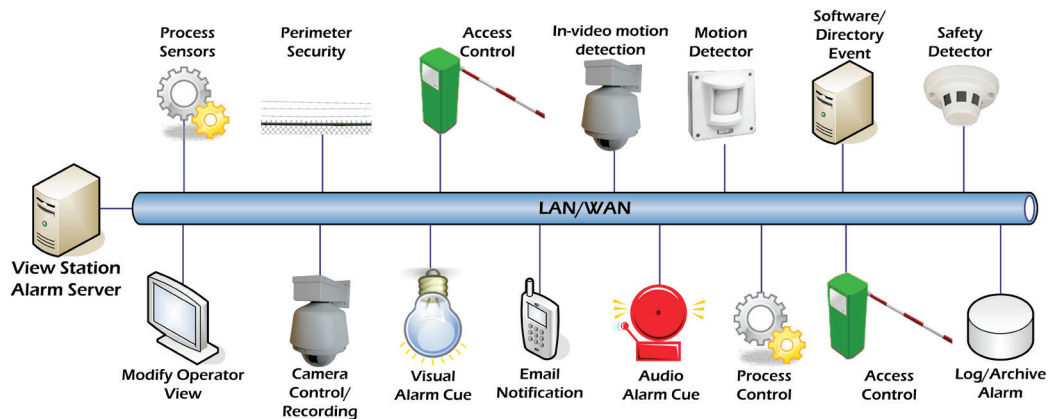 Process
Sensors
Perimeter
Security
Access
Control
In-video motion
detection
Motion
Detector
Software/
Directory
Event
Safety
Detector
LAN/WAN
View Station
Alarm Server
Modify Operator
View
Camera
Control/
Recording
Visual
Alarm Cue
Email
Notification
Audio
Alarm Cue
Process
Control
Access
Control
Log/Archive
Alarm